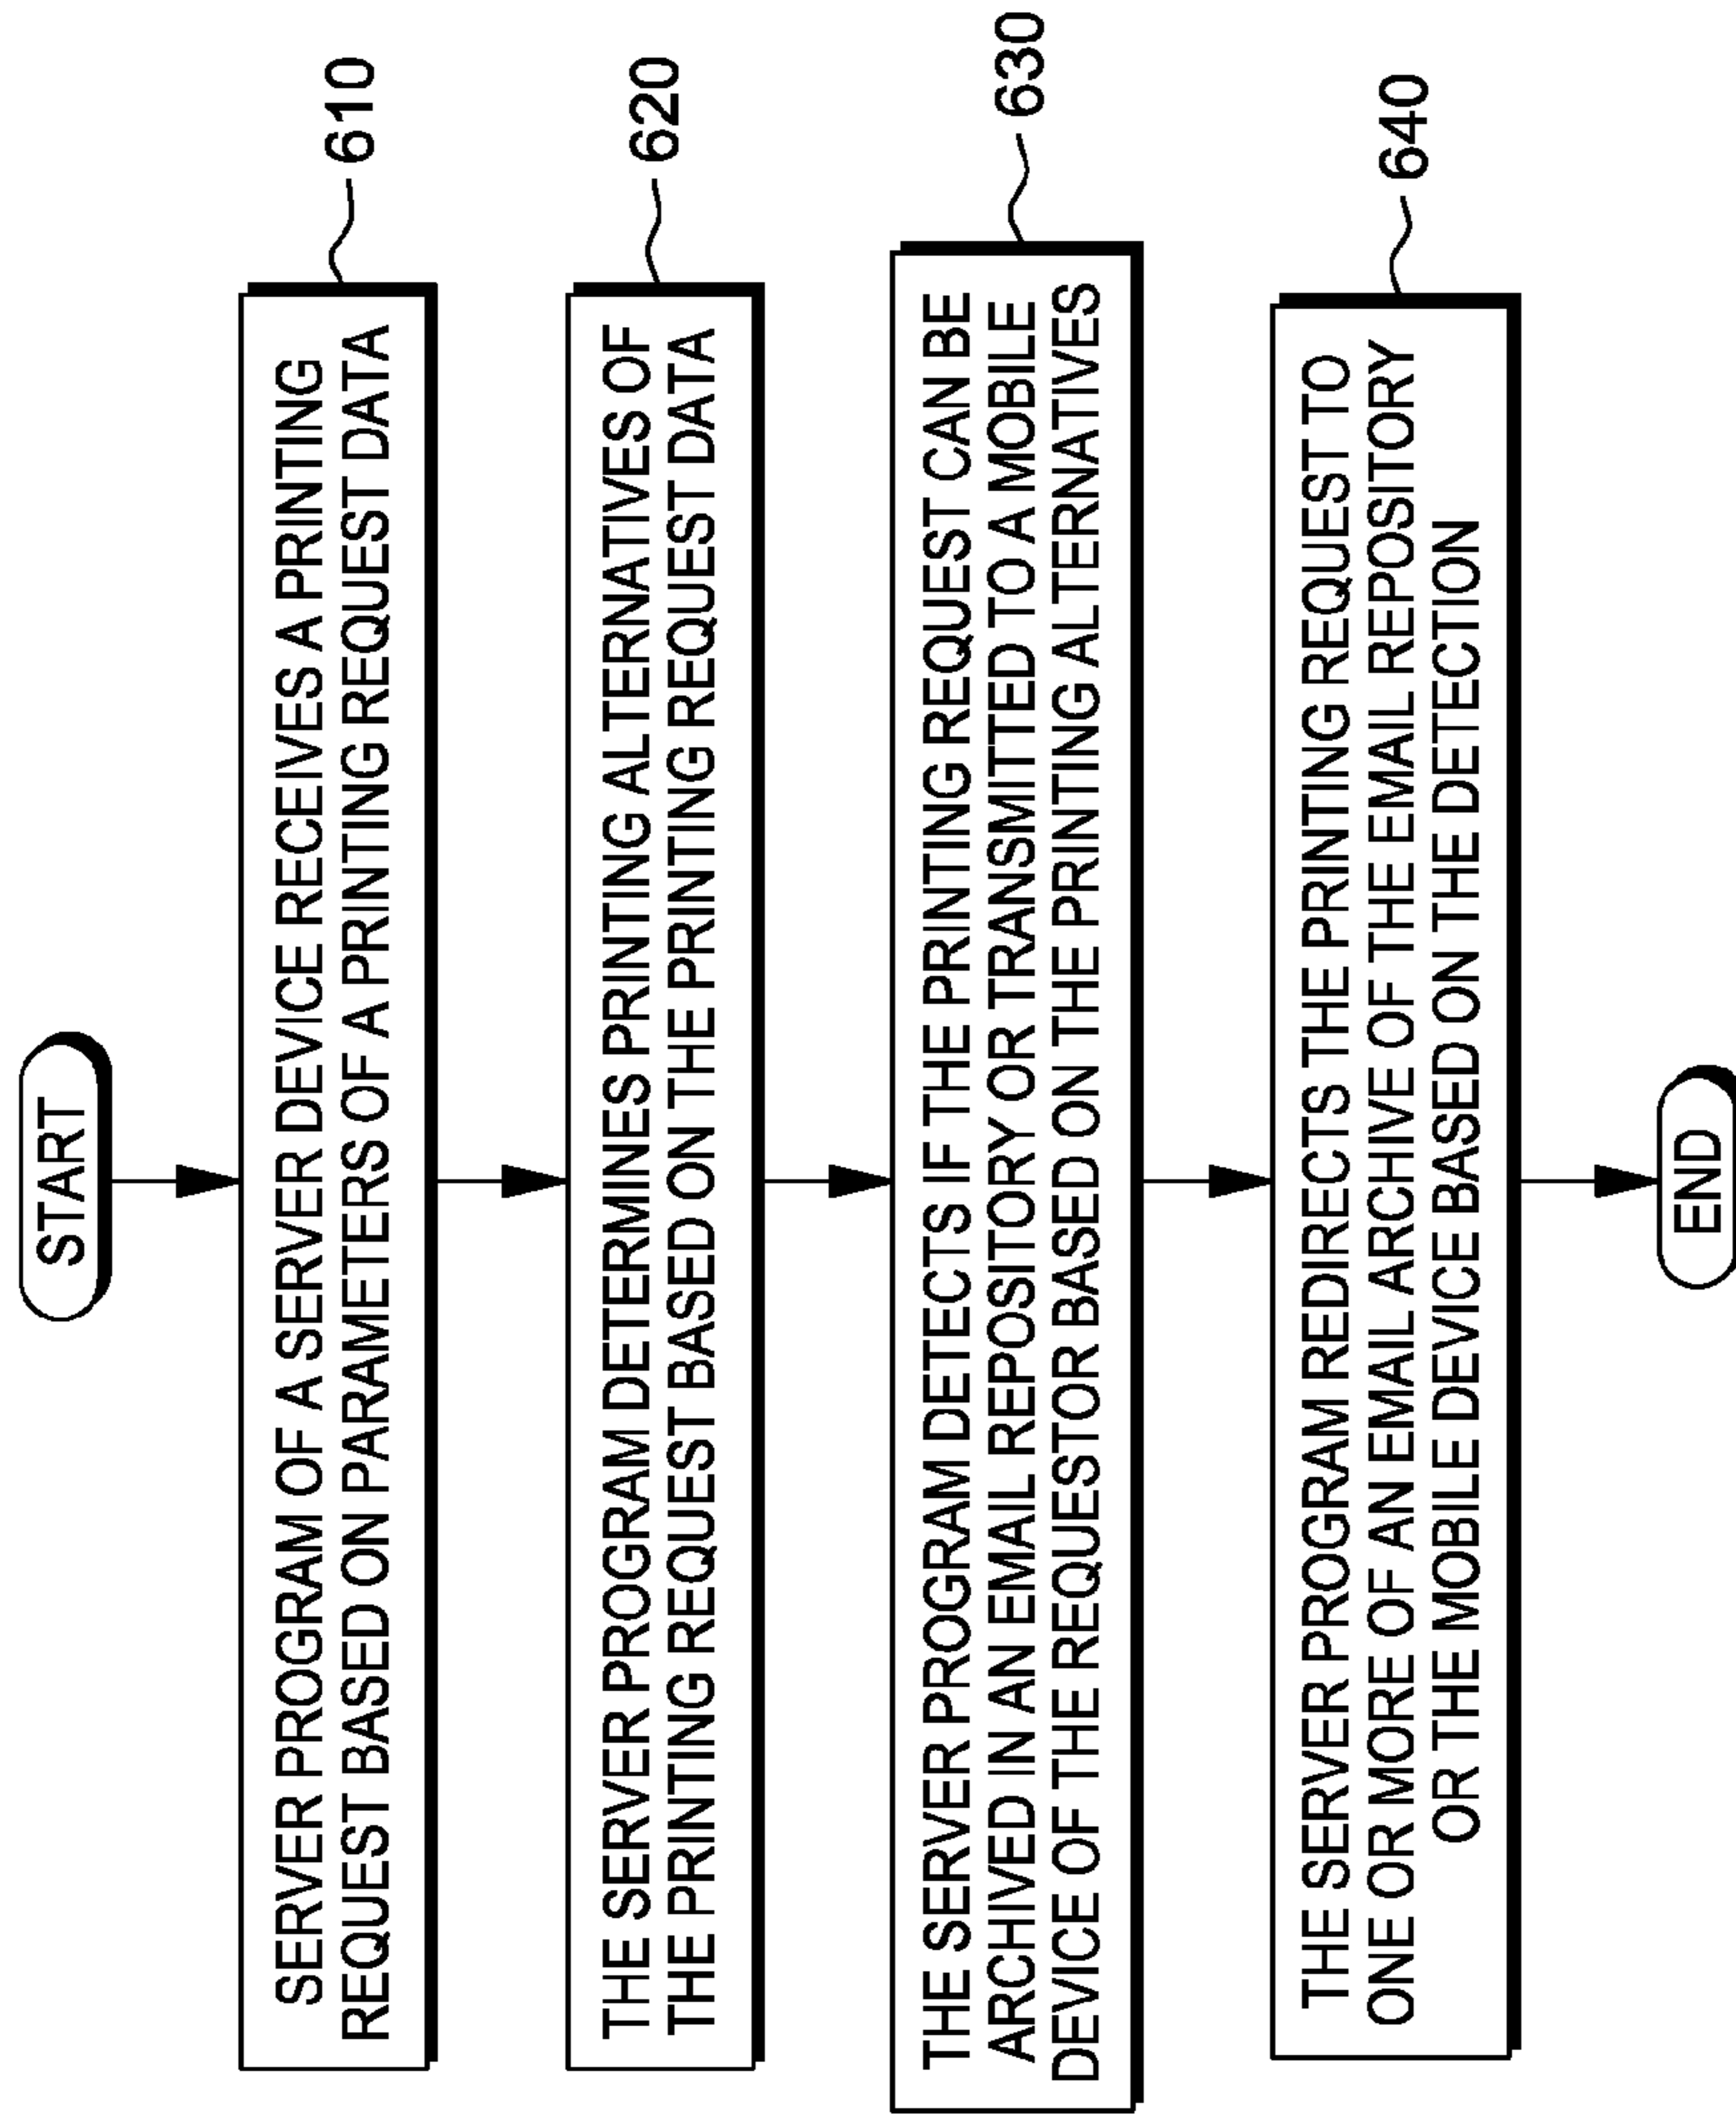 START
SERVER PROGRAM OF A SERVER DEVICE RECEIVES A PRINTING
REQUEST BASED ON PARAMETERS OF A PRINTING REQUEST DATA
610
THE SERVER PROGRAM DETERMINES PRINTING ALTERNATIVES OF
THE PRINTING REQUEST BASED ON THE PRINTING REQUEST DATA
620
THE SERVER PROGRAM DETECTS IF THE PRINTING REQUEST CAN BE
ARCHIVED IN AN EMAIL REPOSITORY OR TRANSMITTED TO A MOBILE
DEVICE OF THE REQUESTOR BASED ON THE PRINTING ALTERNATIVES
630
THE SERVER PROGRAM REDIRECTS THE PRINTING REQUEST TO
ONE OR MORE OF AN EMAIL ARCHIVE OF THE EMAIL REPOSITORY
OR THE MOBILE DEVICE BASED ON THE DETECTION
640
END